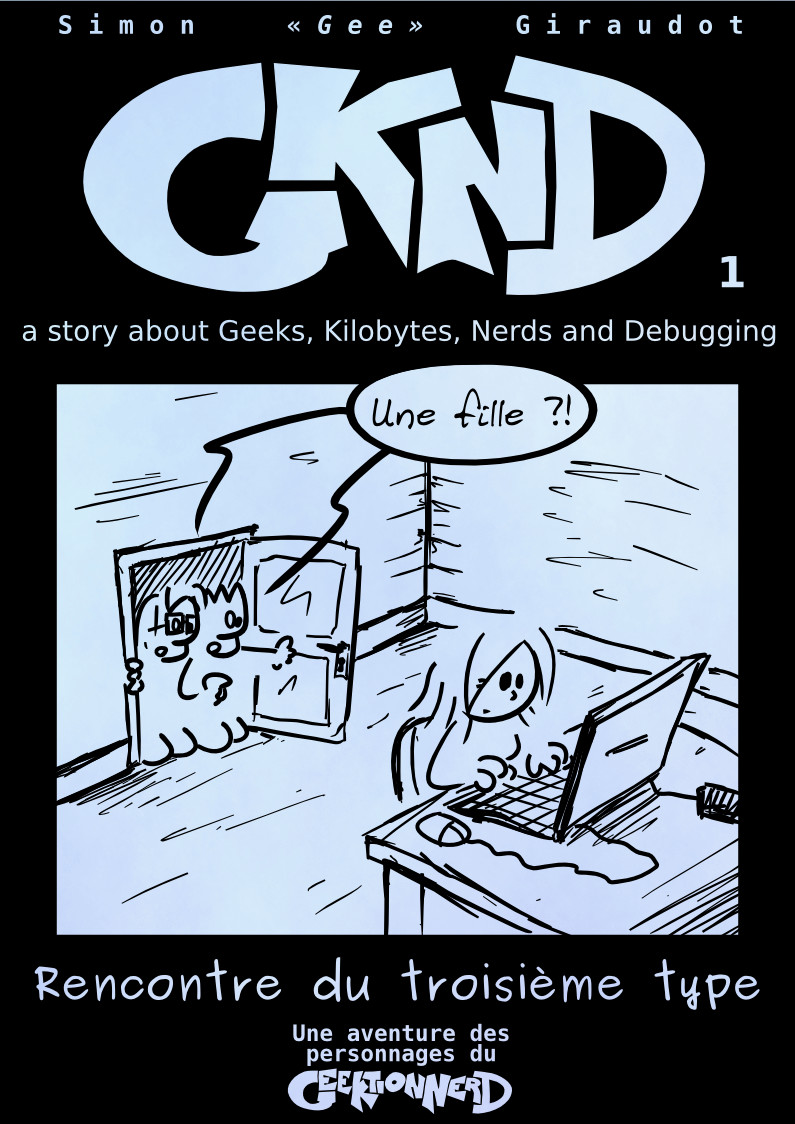 Simon «Gee» Giraudot
GKND
1
a story about Geeks, Kilobytes, Nerds and Debugging
Une fille ?!
Rencontre du troisième type
Une aventure des
personnages du
GEEKTIONNERD